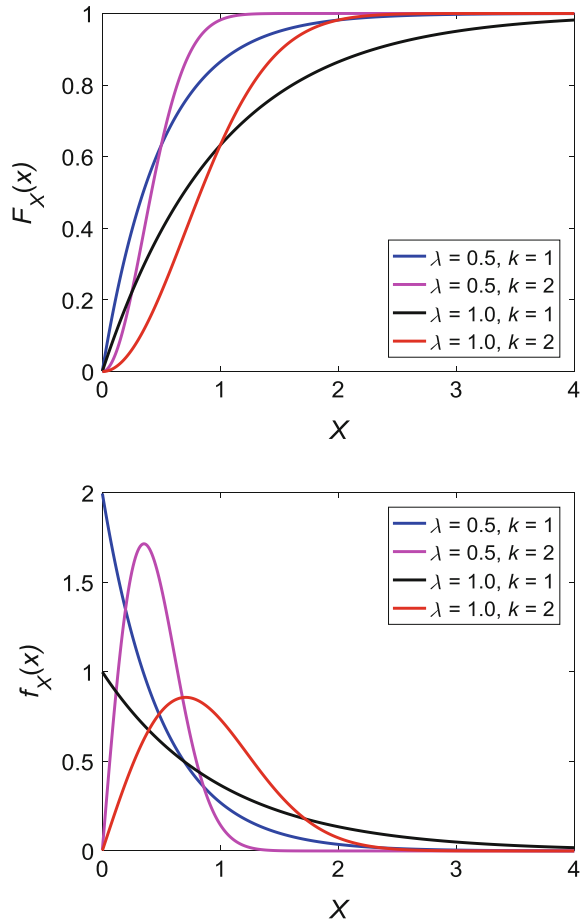 1
0.8
0.6
0.4
0.2
0
F_X(x)
λ = 0.5, k = 1
λ = 0.5, k = 2
λ = 1.0, k = 1
λ = 1.0, k = 2
0 1 2 3 4
X
2
1.5
1
0.5
0
f_X(x)
λ = 0.5, k = 1
λ = 0.5, k = 2
λ = 1.0, k = 1
λ = 1.0, k = 2
0 1 2 3 4
X